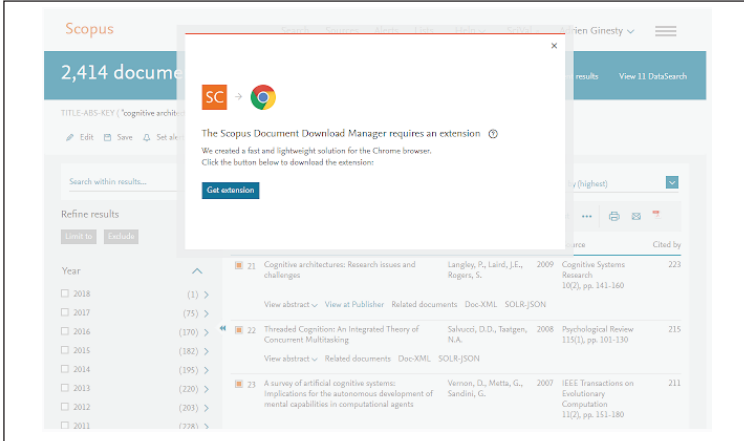 Scopus
Adrien Ginesty
2,414 docume
results View 11 DataSearch
TITLE-ABS-KEY ( "cognitive archite
Edit Save Set ale
SC
The Scopus Document Download Manager requires an extension
We created a fast and lightweight solution for the Chrome browser.
Click the button below to download the extension:
Get extension
Search within results...
(highest)
Refine results
Limit to Exclude
Cited by
Year
2018 (1)
2017 (75)
2016 (170)
2015 (182)
2014 (195)
2013 (220)
2012 (203)
2011 (228)
21 Cognitive architectures: Research issues and Langley, P., Laird, J.E., 2009 Cognitive Systems 223
challenges Rogers, S. Research
10(2), pp. 141-160
View abstract View at Publisher Related documents Doc-XML SOLR-JSON
22 Threaded Cognition: An Integrated Theory of Salvucci, D.D., Taatgen, 2008 Psychological Review 215
Concurrent Multitasking N.A. 115(1), pp. 101-130
View abstract Related documents Doc-XML SOLR-JSON
23 A survey of artificial cognitive systems: Vernon, D., Metta, G., 2007 IEEE Transactions on 211
Implications for the autonomous development of Sandini, G. Evolutionary
mental capabilities in computational agents Computation
11(2), pp. 151-180